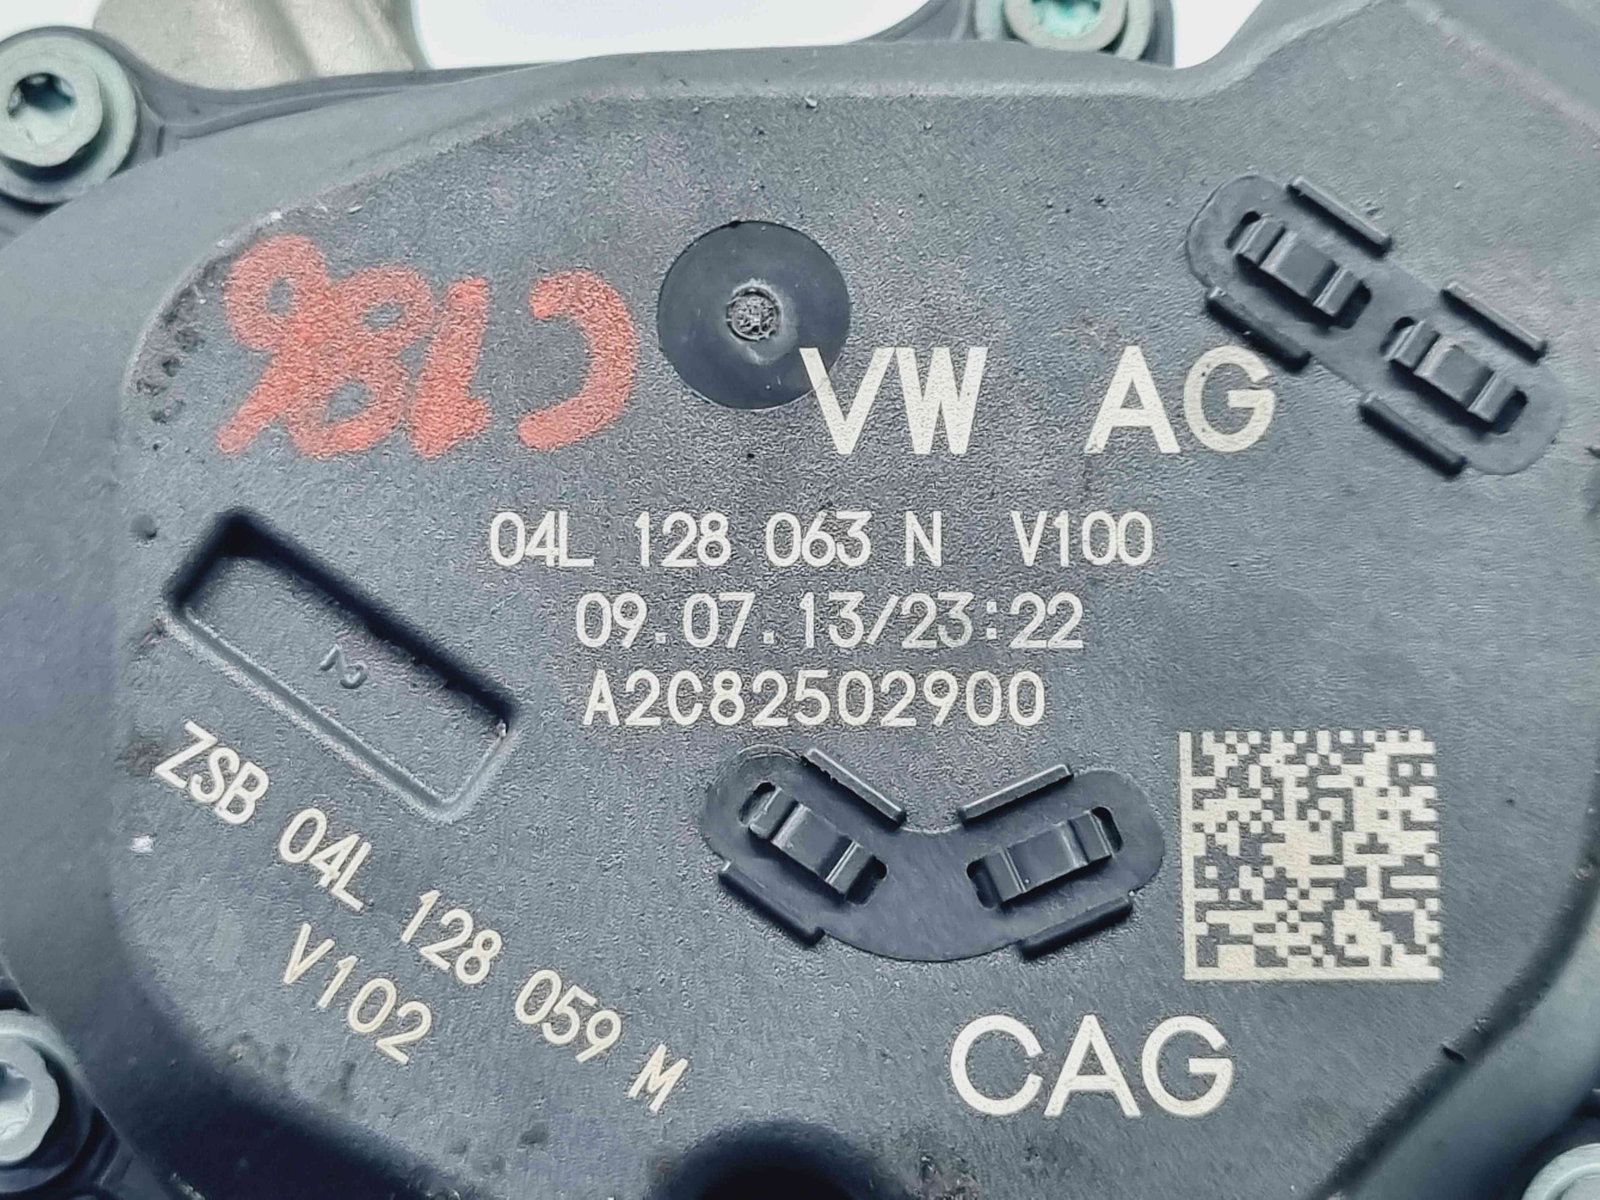 C186
VW AG
04L 128 063 N V100
09.07.13/23:22
A2C82502900
2
ZSB 04L 128 059 M
V102
CAG